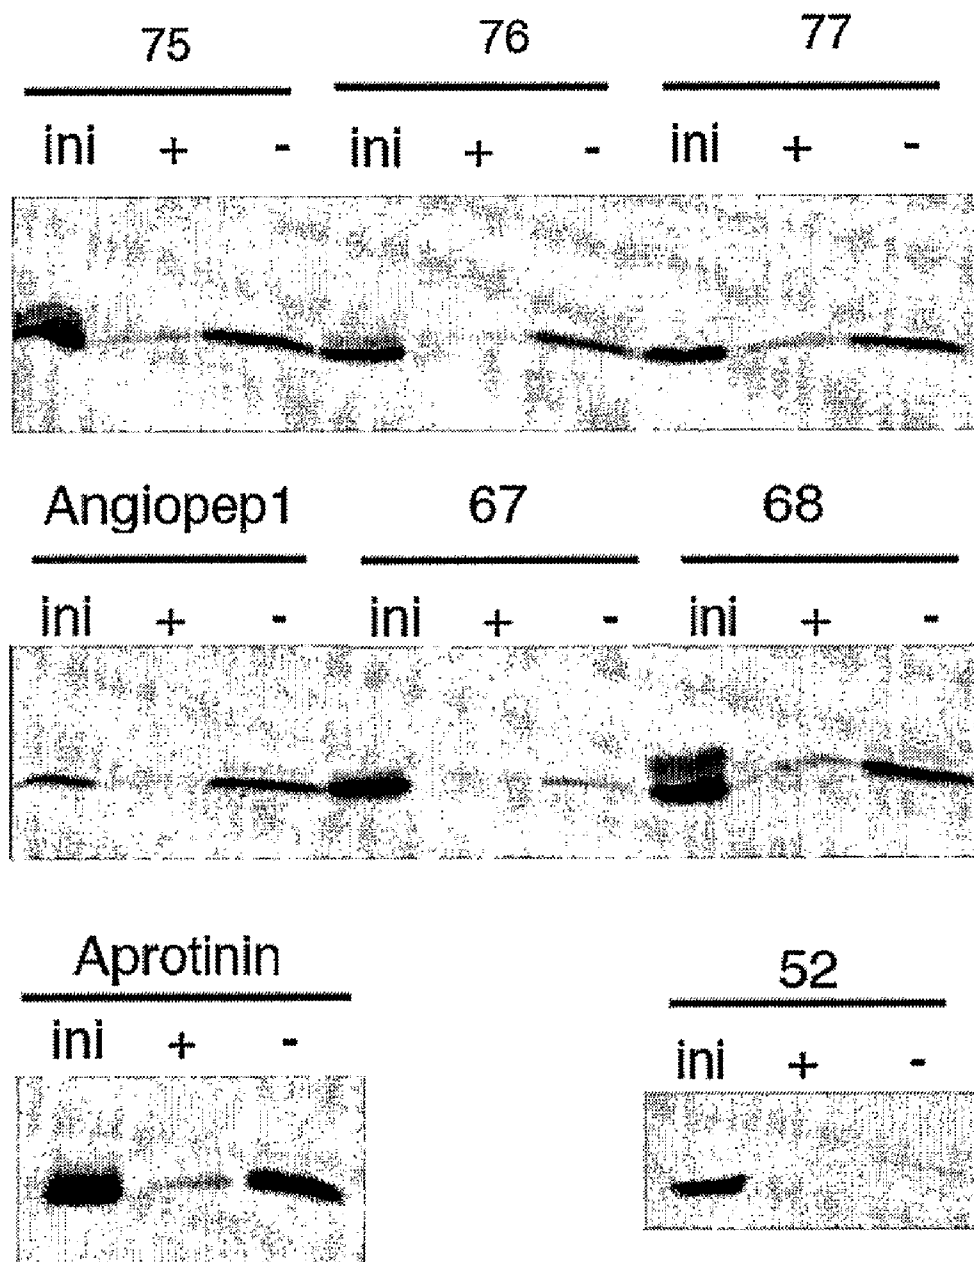 75 76 77
ini + - ini + - ini + -
Angiopep1 67 68
ini + - ini + - ini + -
Aprotinin 52
ini + - ini + -